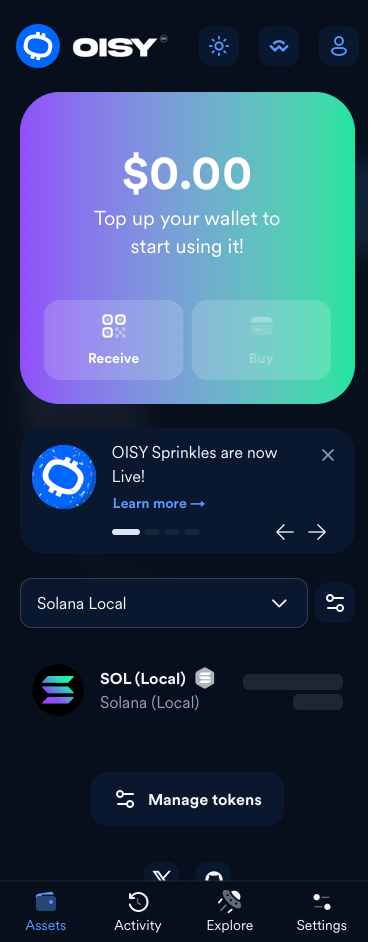 OISY
$0.00
Top up your wallet to
start using it!
Receive
Buy
OISY Sprinkles are now
Live!
Learn more →
Solana Local
SOL (Local)
Solana (Local)
Manage tokens
Assets
Activity
Explore
Settings